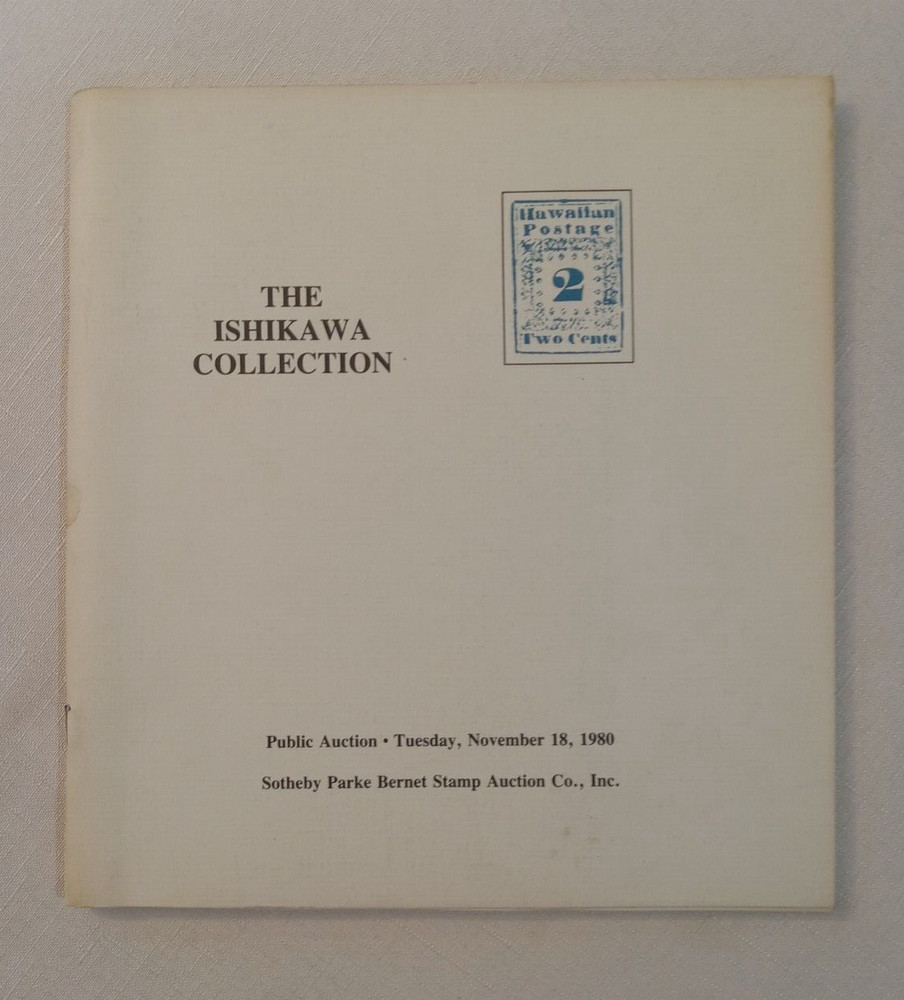 THE
ISHIKAWA
COLLECTION
Hawaiian
Postage
2
Two Cents
Public Auction • Tuesday, November 18, 1980
Sotheby Parke Bernet Stamp Auction Co., Inc.